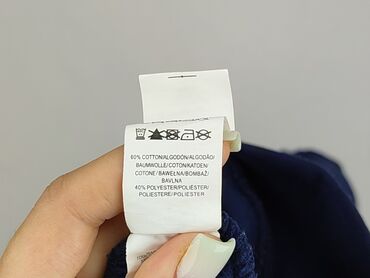 60% COTTON/ALGODÓN/ALGODÃO/
BAUMWOLLE/COTON/KATOEN/
COTONE/BAWEŁNA/BOMBAŽ/
BAVLNA
40% POLYESTER/POLIÉSTER/
POLIESTERE/POLIESTER